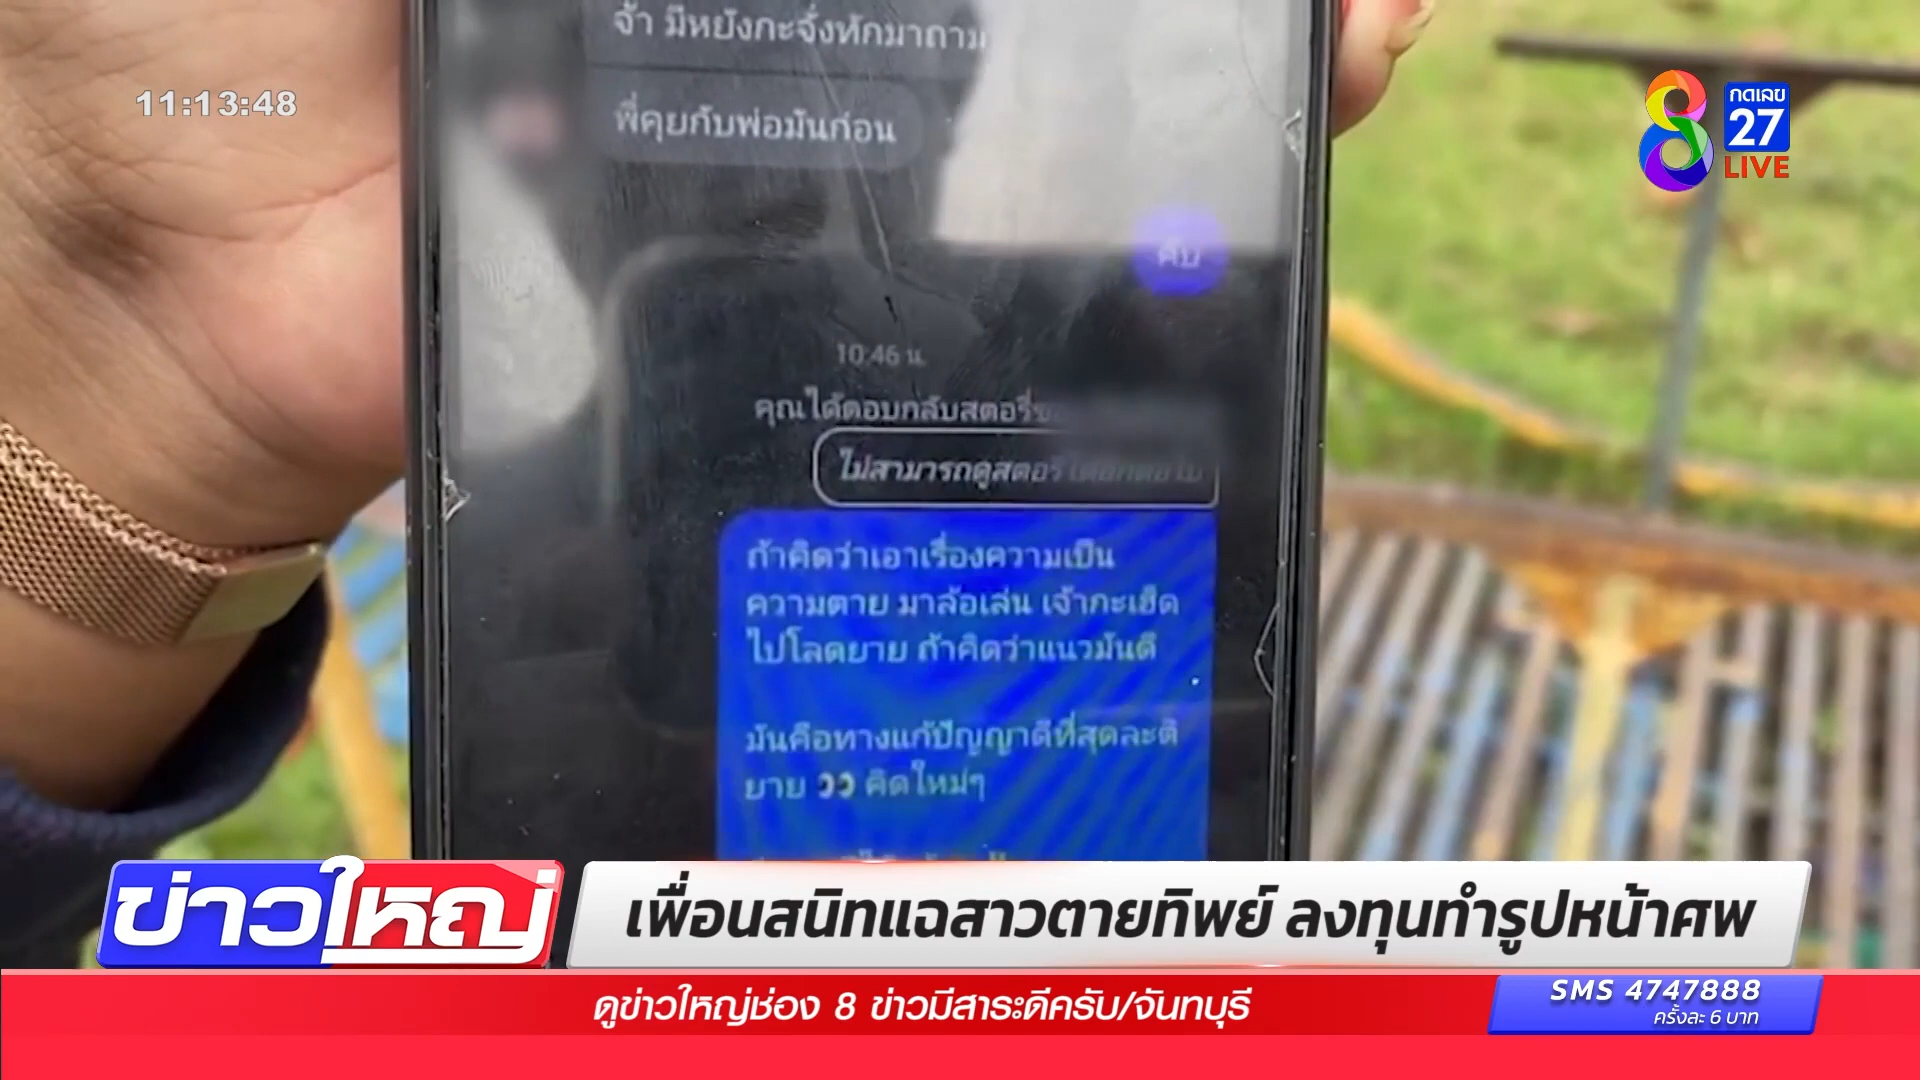 จ้า มีหยังกะจั่งทักมาถาม
11:13:48
พี่คุยกับพ่อมันก่อน
กดเลข
27
LIVE
คับ
10:46 น.
คุณได้ตอบกลับสตอรี่ข
ไม่สามารถดูสตอรี่ได้อีกต่อไป
ถ้าคิดว่าเอาเรื่องความเป็น
ความตาย มาล้อเล่น เจ้ากะเฮ็ด
ไปโลดยาย ถ้าคิดว่าแนวมันดี
มันคือทางแก้ปัญญาดีที่สุดละติ
ยาย 👀 คิดใหม่ๆ
ข่าวใหญ่
เพื่อนสนิทแฉสาวตายทิพย์ ลงทุนทำรูปหน้าศพ
ดูข่าวใหญ่ช่อง 8 ข่าวมีสาระดีครับ/จันทบุรี
SMS 4747888
ครั้งละ 6 บาท